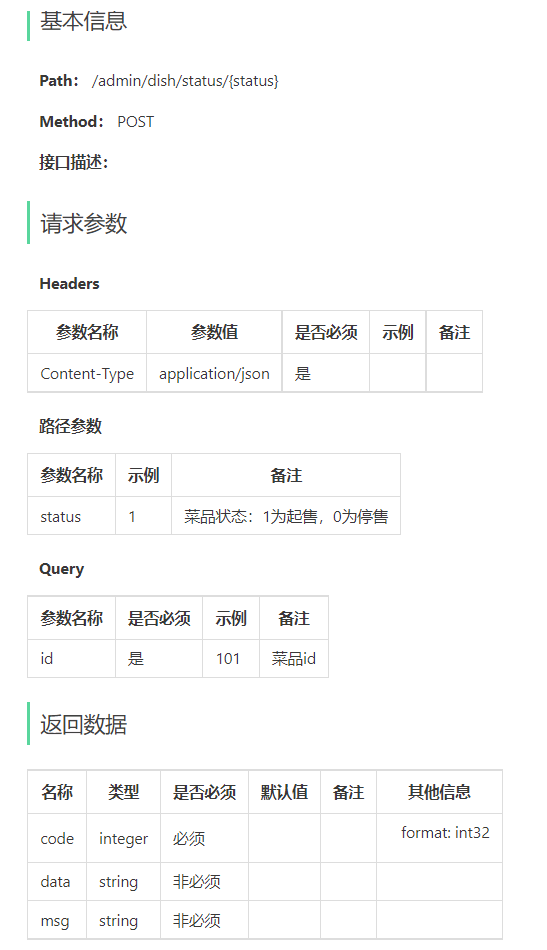 基本信息
Path： /admin/dish/status/{status}
Method： POST
接口描述：
请求参数
Headers
参数名称 参数值 是否必须 示例 备注
Content-Type application/json 是
路径参数
参数名称 示例 备注
status 1 菜品状态：1为起售，0为停售
Query
参数名称 是否必须 示例 备注
id 是 101 菜品id
返回数据
名称 类型 是否必须 默认值 备注 其他信息
code integer 必须 format: int32
data string 非必须
msg string 非必须